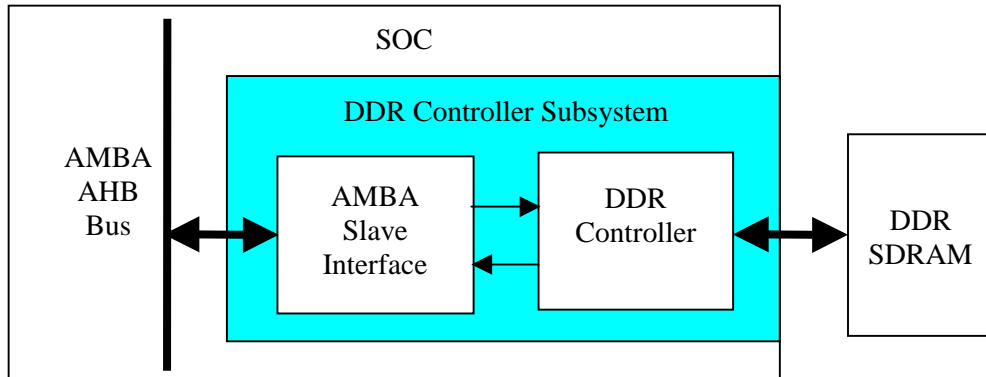 SOC
DDR Controller Subsystem
AMBA
AHB
Bus
AMBA
Slave
Interface
DDR
Controller
DDR
SDRAM